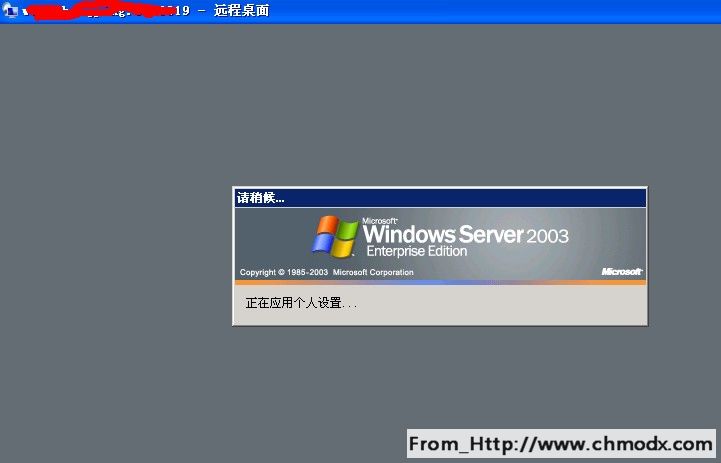 19 - 远程桌面
请稍候...
Microsoft
Windows Server 2003
Enterprise Edition
Copyright © 1985-2003 Microsoft Corporation
Microsoft
正在应用个人设置...
From_Http://www.chmodx.com